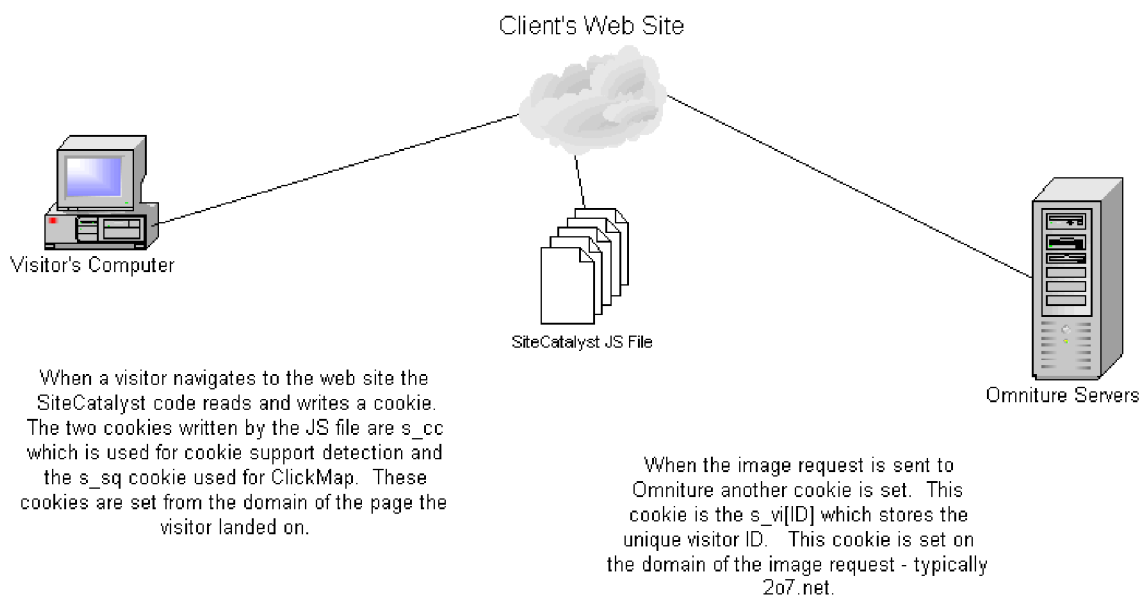 Client's Web Site
Visitor's Computer
SiteCatalyst JS File
Omniture Servers
When a visitor navigates to the web site the
SiteCatalyst code reads and writes a cookie.
The two cookies written by the JS file are s_cc
which is used for cookie support detection and
the s_sq cookie used for ClickMap. These
cookies are set from the domain of the page the
visitor landed on.
When the image request is sent to
Omniture another cookie is set. This
cookie is the s_vi[ID] which stores the
unique visitor ID. This cookie is set on
the domain of the image request - typically
2o7.net.